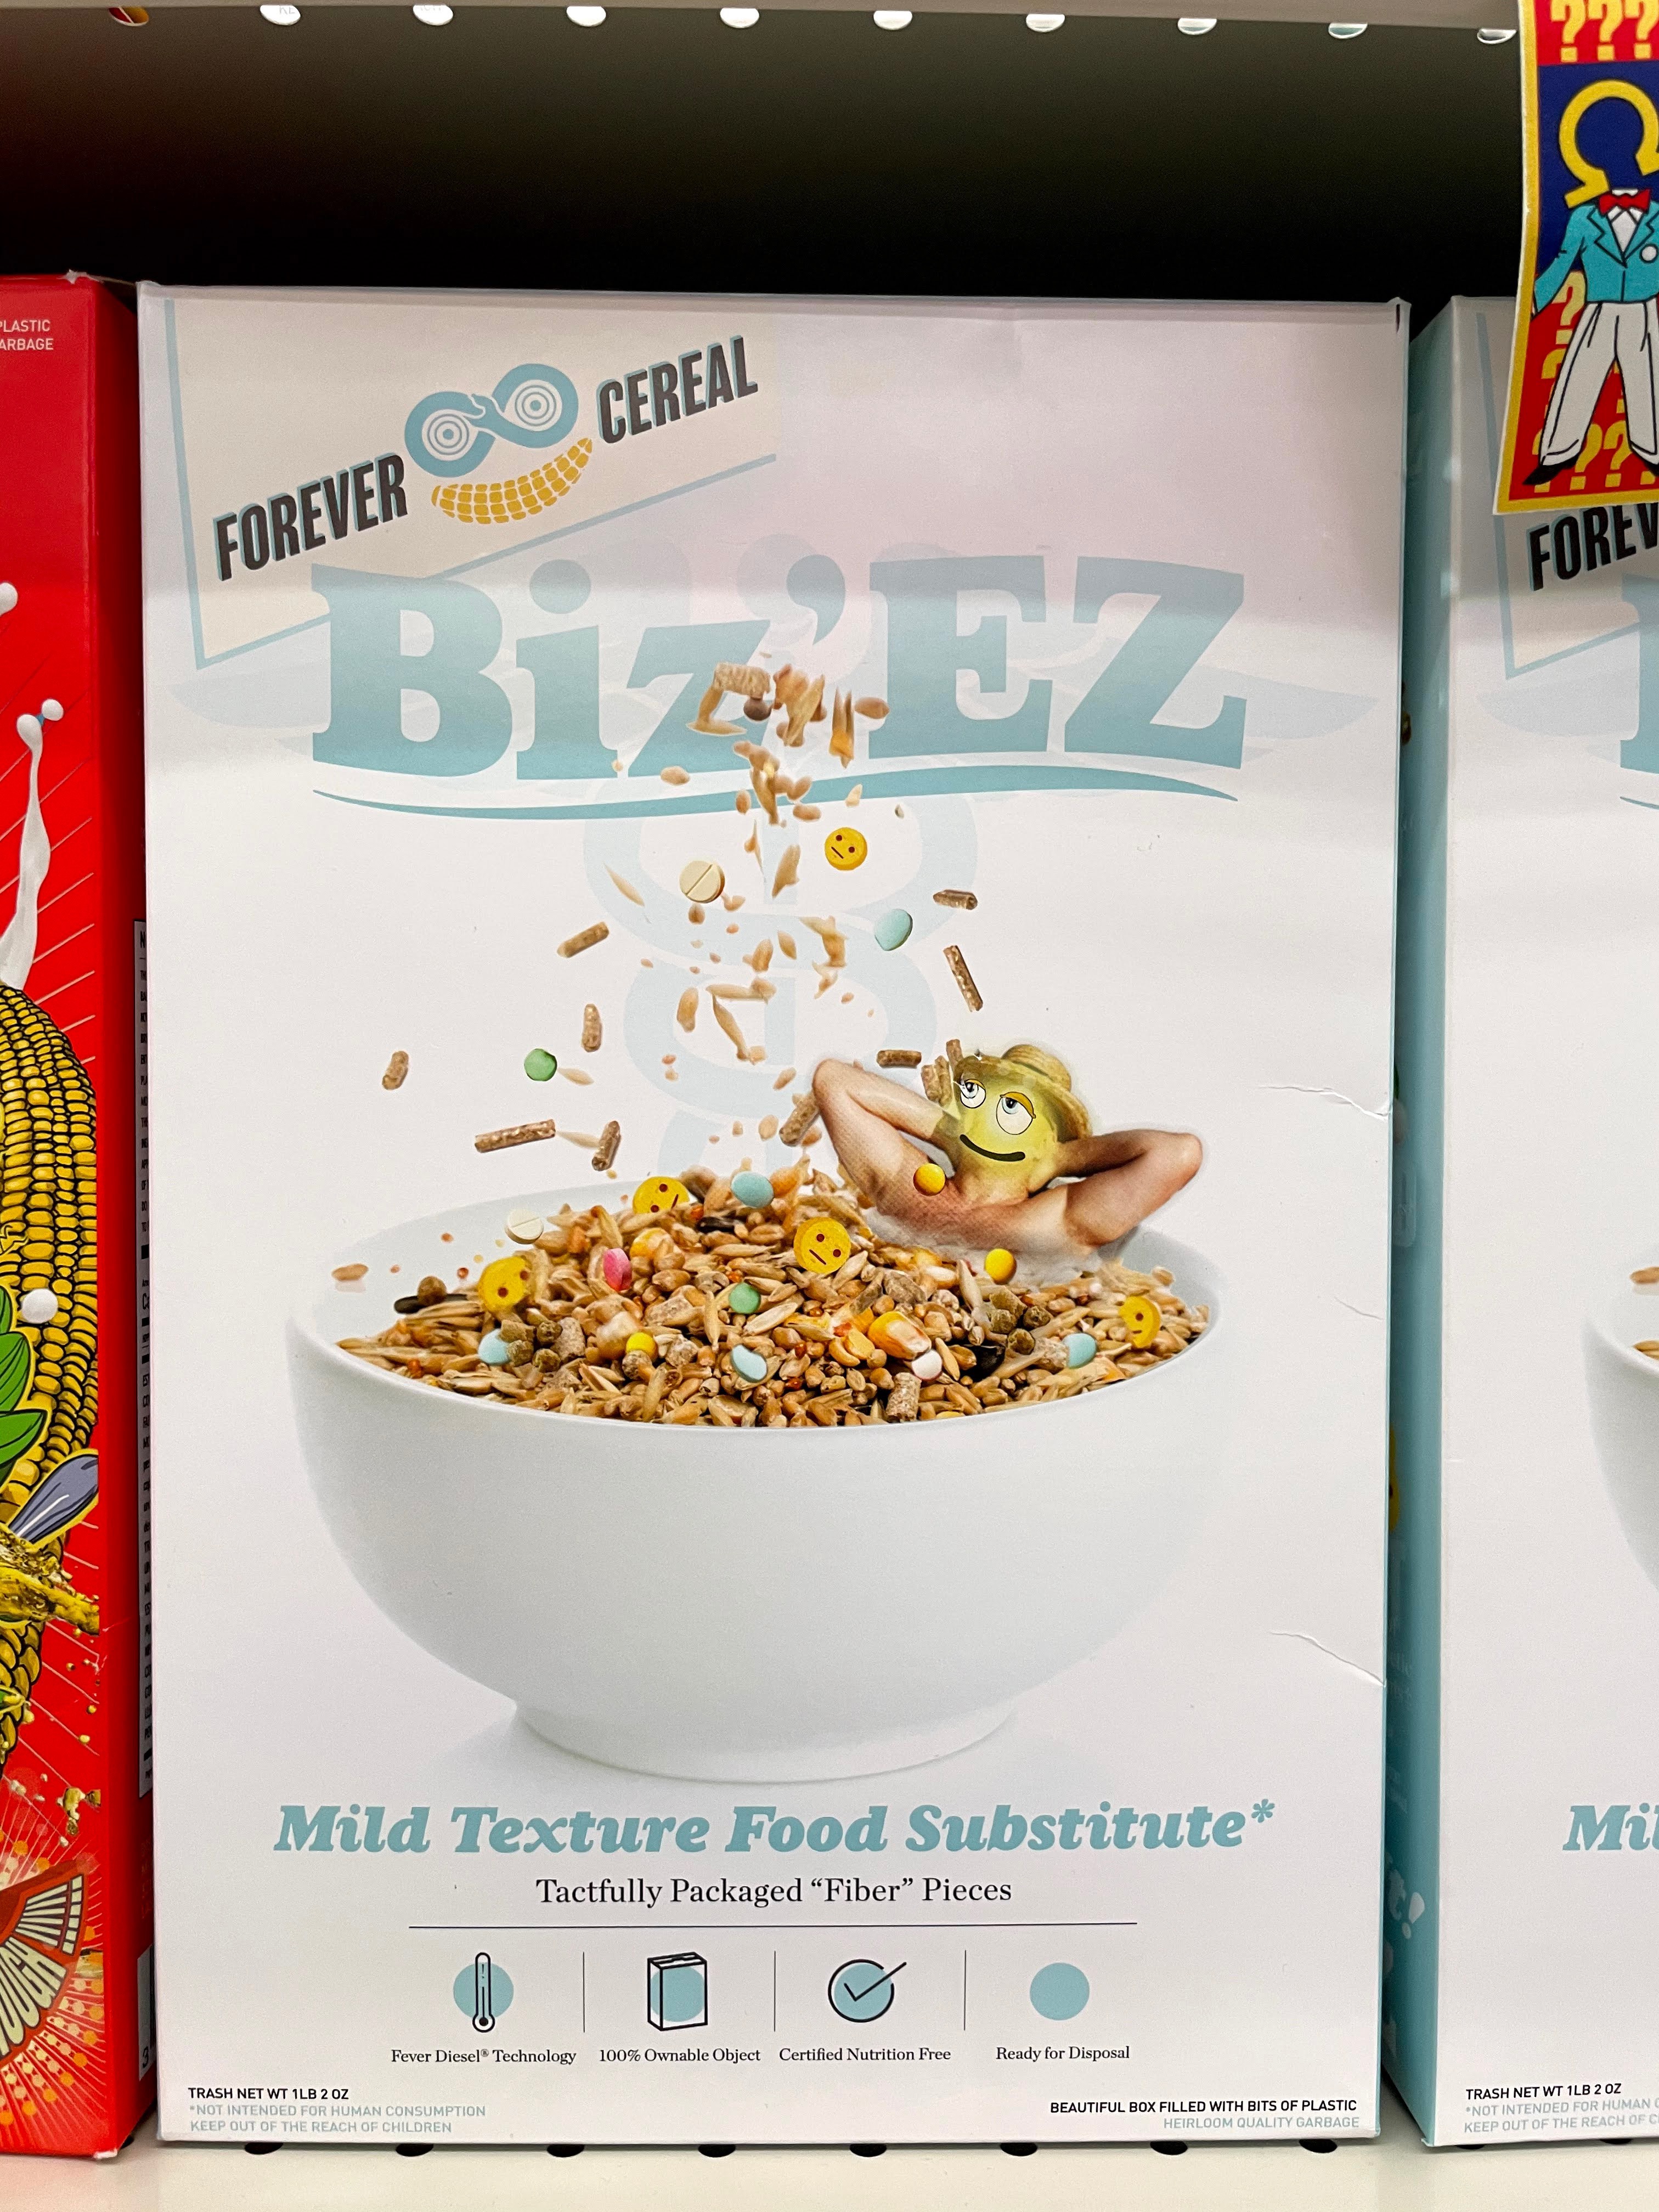 ???
PLASTIC
ARBAGE
FOREVER CEREAL
Biz'EZ
Mild Texture Food Substitute*
Tactfully Packaged “Fiber” Pieces
Fever Diesel® Technology
100% Ownable Object
Certified Nutrition Free
Ready for Disposal
TRASH NET WT 1LB 2 OZ
*NOT INTENDED FOR HUMAN CONSUMPTION
KEEP OUT OF THE REACH OF CHILDREN
BEAUTIFUL BOX FILLED WITH BITS OF PLASTIC
HEIRLOOM QUALITY GARBAGE
FOREV
Mil
TRASH NET WT 1LB 2 OZ
*NOT INTENDED FOR HUMAN
KEEP OUT OF THE REACH OF